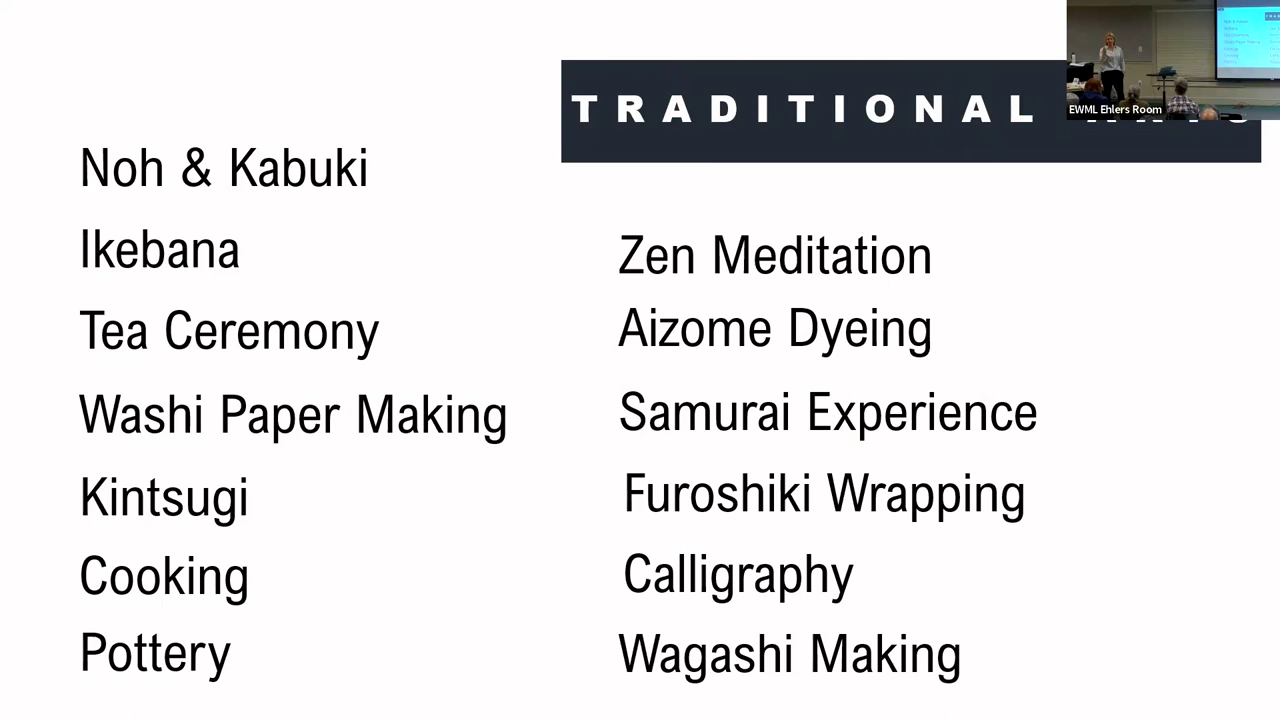 TRADITIONAL
Noh & Kabuki
Ikebana
Tea Ceremony
Washi Paper Making
Kintsugi
Cooking
Pottery
Zen Meditation
Aizome Dyeing
Samurai Experience
Furoshiki Wrapping
Calligraphy
Wagashi Making
EWML Ehlers Room